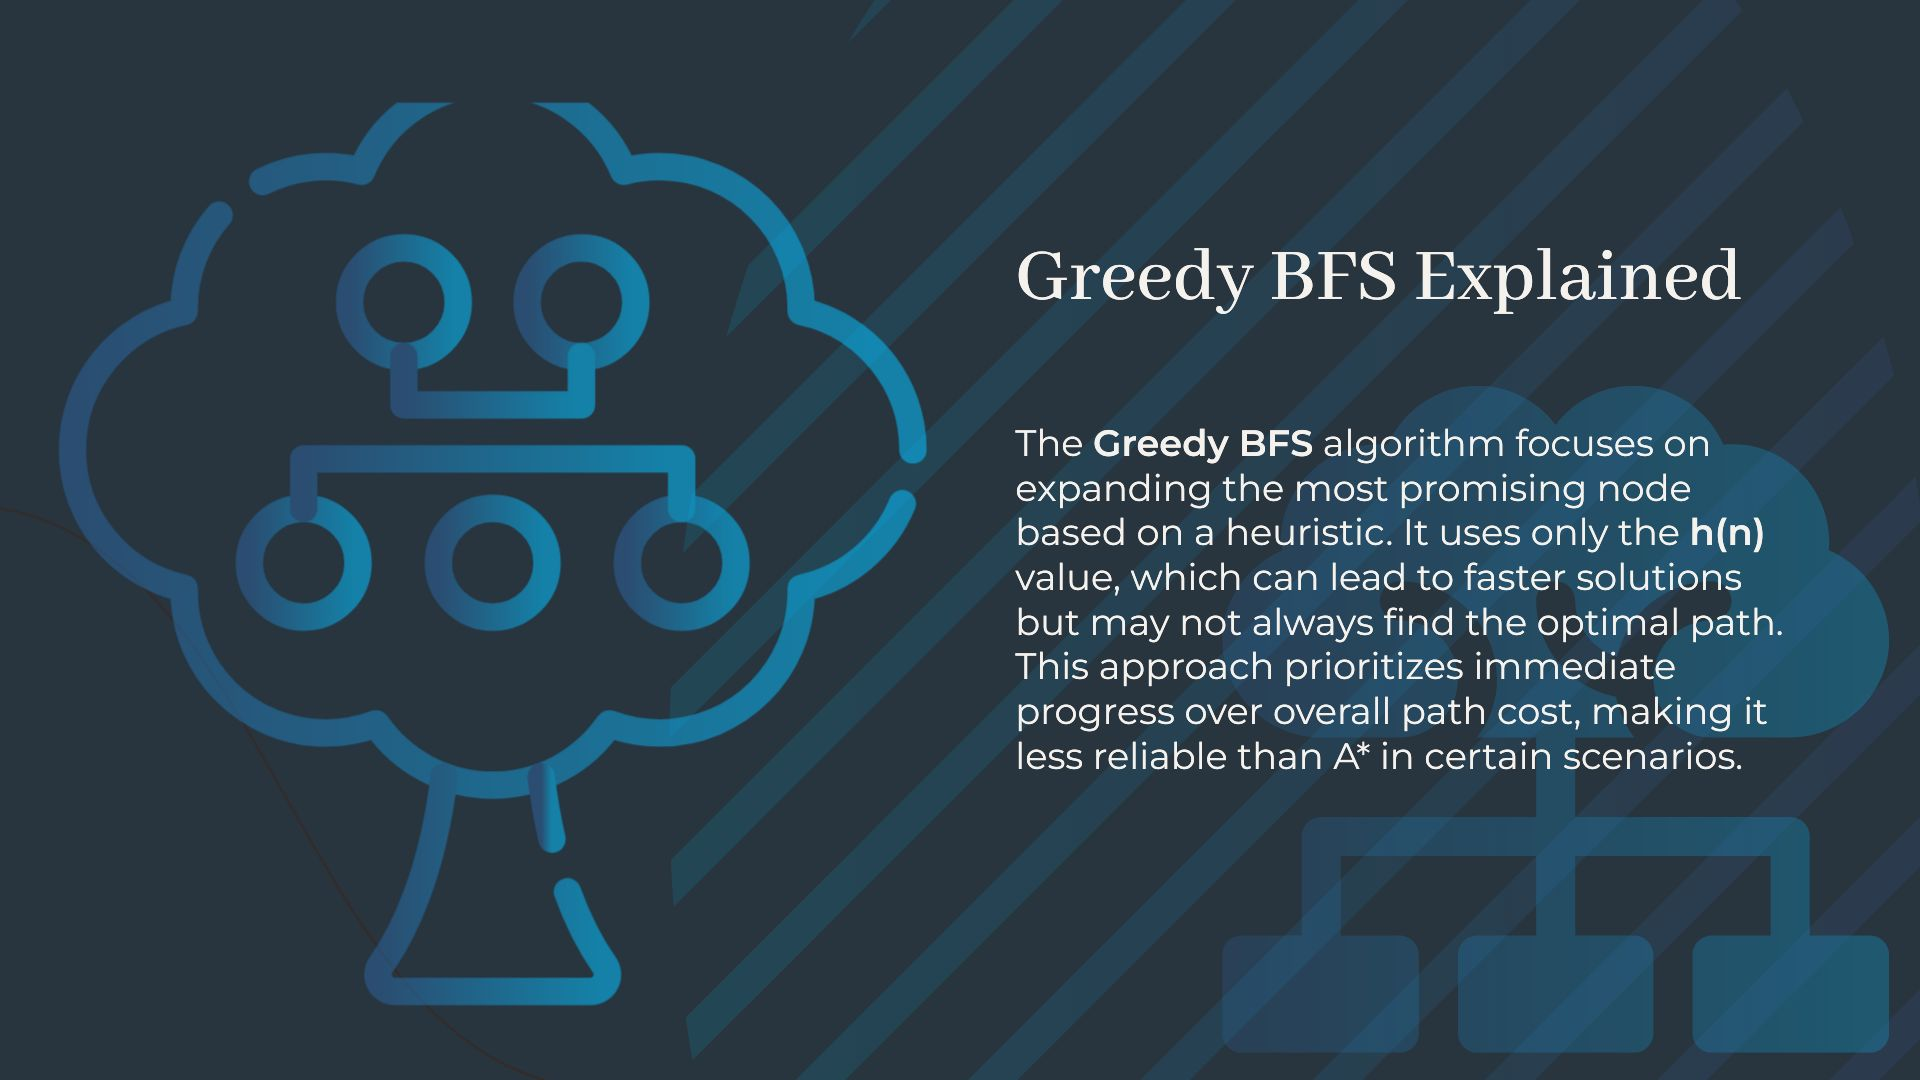 Greedy BFS Explained
The Greedy BFS algorithm focuses on
expanding the most promising node
based on a heuristic. It uses only the h(n)
value, which can lead to faster solutions
but may not always find the optimal path.
This approach prioritizes immediate
progress over overall path cost, making it
less reliable than A* in certain scenarios.